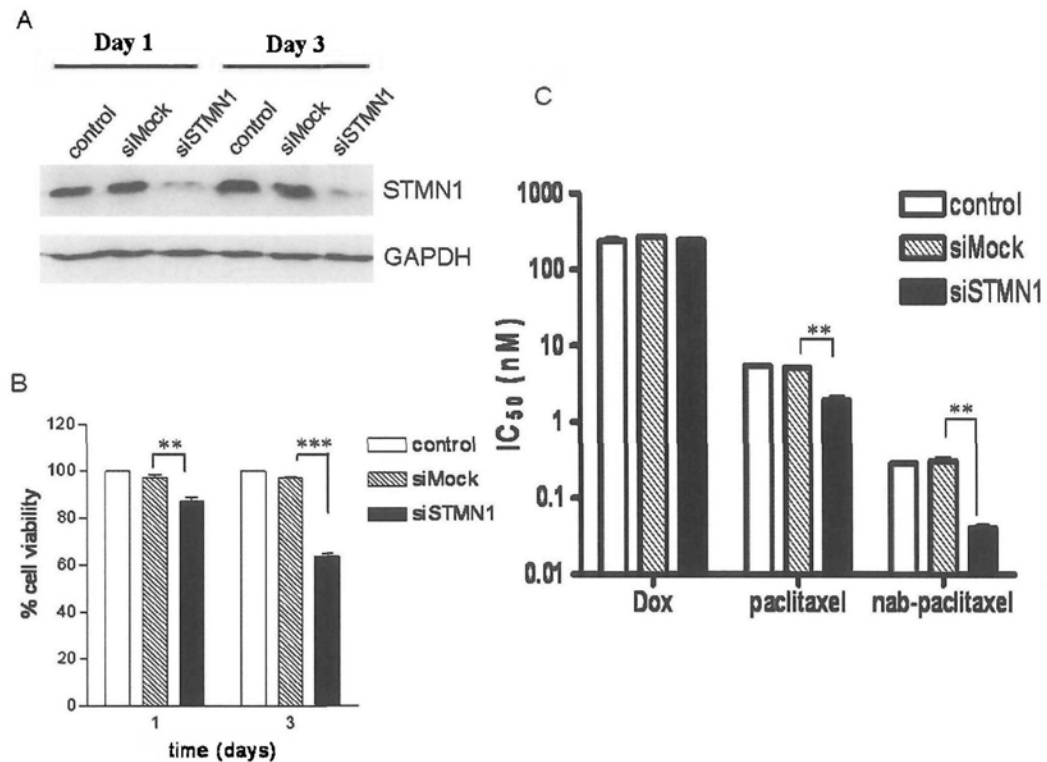 A
Day 1 Day 3
control siMock siSTMN1 control siMock siSTMN1
STMN1
GAPDH
B
120
100
80
60
40
20
0
% cell viability
** ***
control
siMock
siSTMN1
1 3
time (days)
C
1000
100
10
1
0.1
0.01
IC50 (nM)
control
siMock
siSTMN1
**
**
Dox paclitaxel nab-paclitaxel